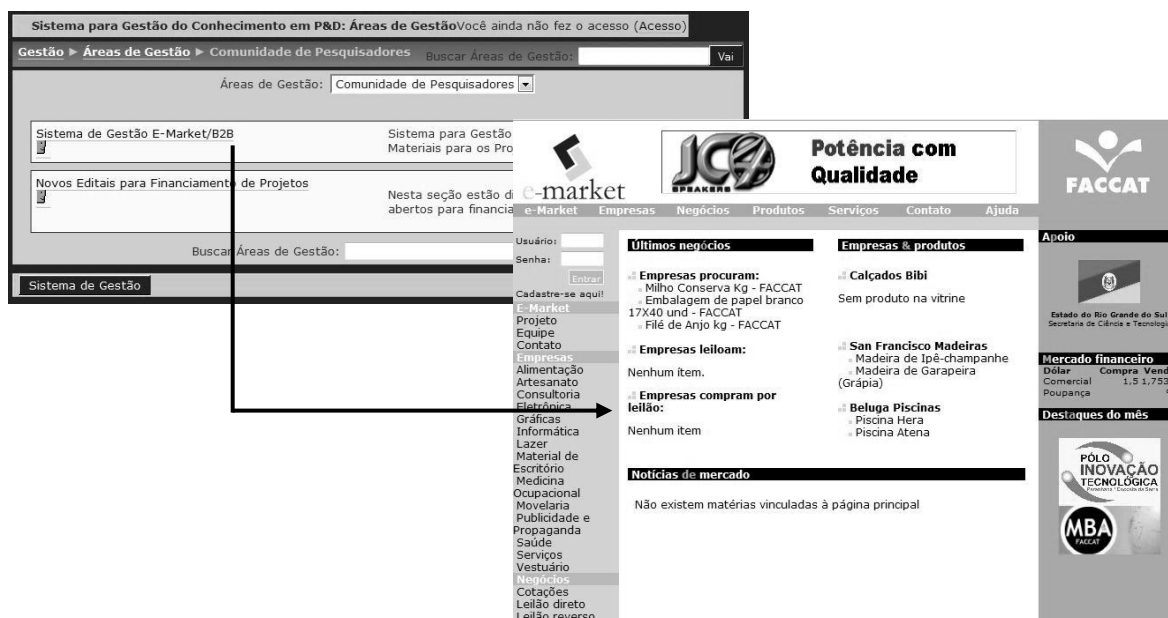 Sistema para Gestão do Conhecimento em P&D: Áreas de GestãoVocê ainda não fez o acesso (Acesso)
Gestão ► Áreas de Gestão ► Comunidade de Pesquisadores
Buscar Áreas de Gestão:
Vai
Áreas de Gestão: Comunidade de Pesquisadores
Sistema de Gestão E-Market/B2B
Sistema para Gestão
Materiais para os Pro
Novos Editais para Financiamento de Projetos
Nesta seção estão di
abertos para financia
Buscar Áreas de Gestão:
Sistema de Gestão
e-market
JC4
SPEAKERS
Potência com
Qualidade
e-Market Empresas Negócios Produtos Serviços Contato Ajuda
Usuário:
Senha:
Entrar
Cadastre-se aqui!
E-Market
Projeto
Equipe
Contato
Empresas
Alimentação
Artesanato
Consultoria
Eletrônica
Gráficas
Informática
Lazer
Material de
Escritório
Medicina
Ocupacional
Movelaria
Publicidade e
Propaganda
Saúde
Serviços
Vestuário
Negócios
Cotações
Leilão direto
Leilão reverso
Últimos negócios
Empresas procuram:
Milho Conserva Kg - FACCAT
Embalagem de papel branco
17X40 und - FACCAT
Filé de Anjo kg - FACCAT
Empresas leiloam:
Nenhum ítem.
Empresas compram por
leilão:
Nenhum item
Empresas & produtos
Calçados Bibi
Sem produto na vitrine
San Francisco Madeiras
Madeira de Ipê-champanhe
Madeira de Garapeira
(Grápia)
Beluga Piscinas
Piscina Hera
Piscina Atena
Notícias de mercado
Não existem matérias vinculadas à página principal
FACCAT
Apoio
Estado do Rio Grande do Sul
Secretaria de Ciência e Tecnologia
Mercado financeiro
Dólar Compra Vend
Comercial 1,5 1,753
Poupança
Destaques do mês
PÓLO
INOVAÇÃO
TECNOLÓGICA
MBA
FACCAT